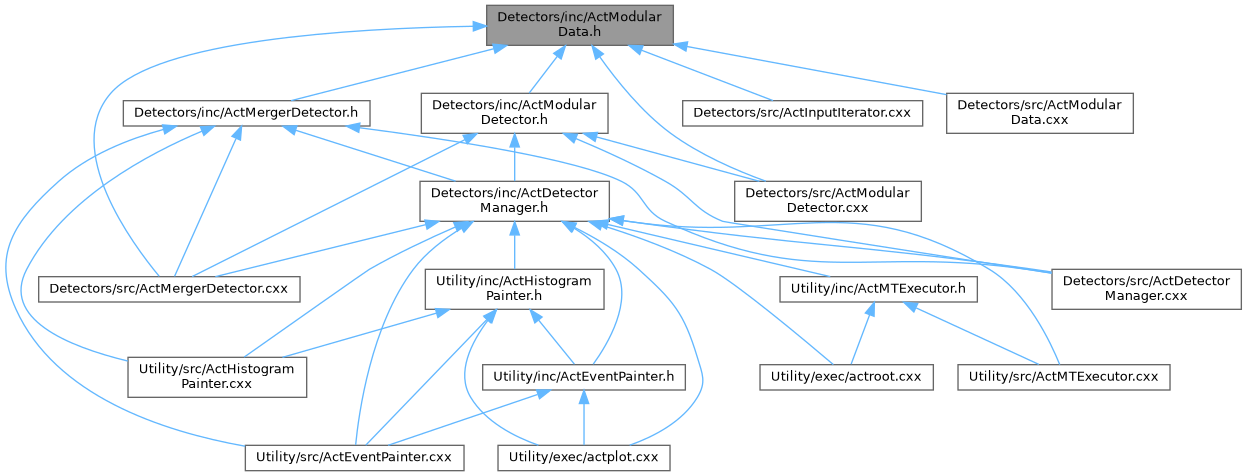 Detectors/inc/ActModular
Data.h
Detectors/inc/ActMergerDetector.h
Detectors/inc/ActModular
Detector.h
Detectors/src/ActInputIterator.cxx
Detectors/src/ActModular
Data.cxx
Detectors/inc/ActDetector
Manager.h
Detectors/src/ActModular
Detector.cxx
Detectors/src/ActMergerDetector.cxx
Utility/inc/ActHistogram
Painter.h
Utility/inc/ActMTExecutor.h
Detectors/src/ActDetector
Manager.cxx
Utility/src/ActHistogram
Painter.cxx
Utility/inc/ActEventPainter.h
Utility/exec/actroot.cxx
Utility/src/ActMTExecutor.cxx
Utility/src/ActEventPainter.cxx
Utility/exec/actplot.cxx